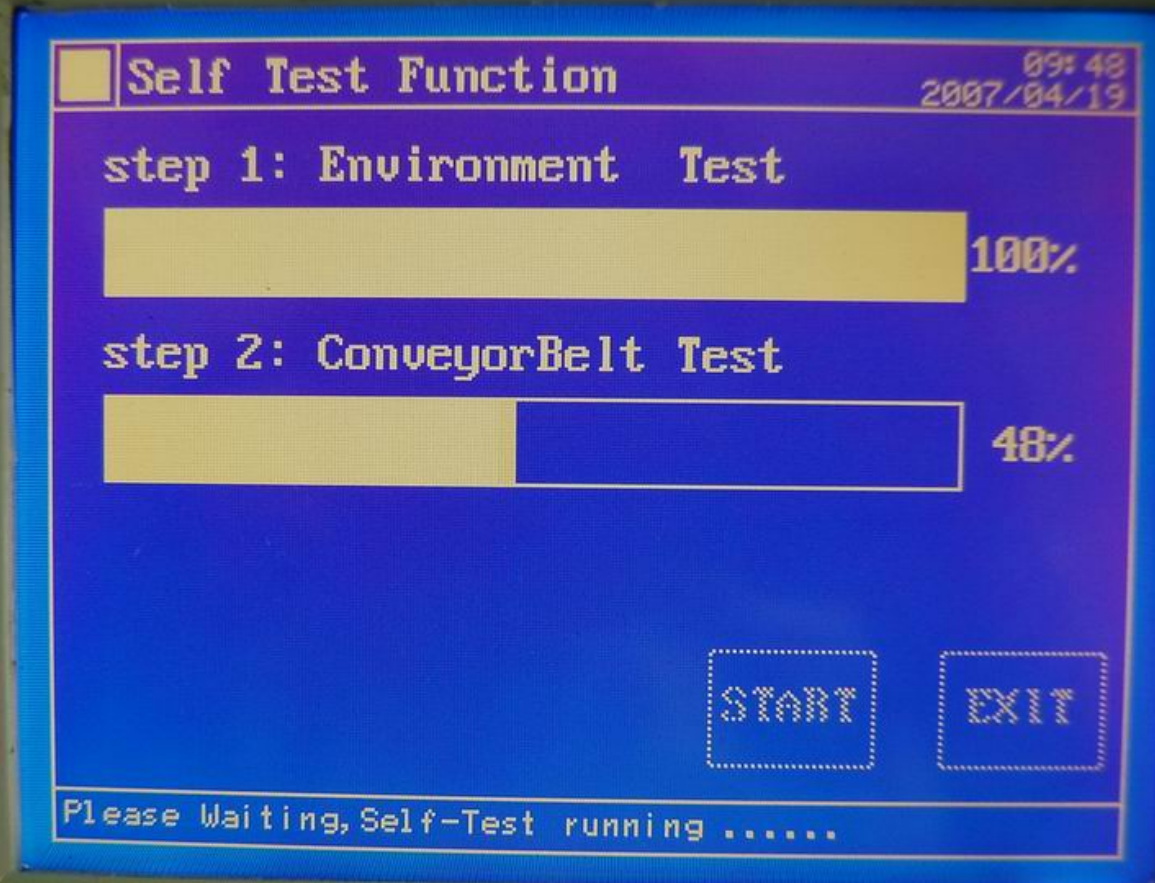 Self Test Function
09:48
2007/04/19
step 1: Environment Test
100%
step 2: ConveyorBelt Test
48%
START EXIT
Please Waiting,Self-Test running ......